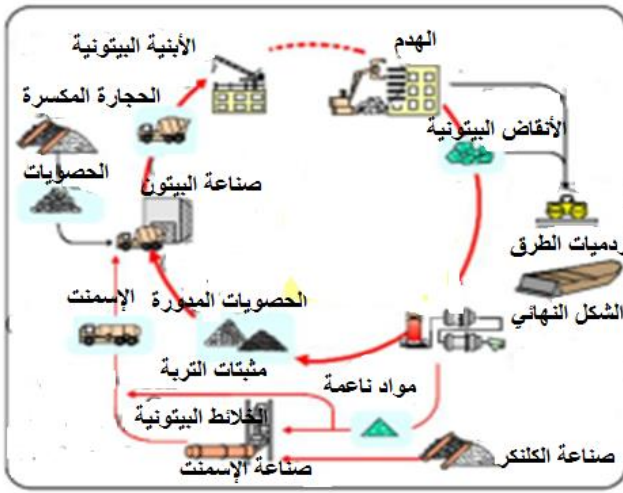 الهدم
الأبنية البيتونية
الحجارة المكسرة
الأنقاض البيتونية
الحصويات
صناعة البيتون
ردميات الطرق
الشكل النهائي
الحصويات المدورة
الإسمنت
مثبتات التربة
مواد ناعمة
الخلائط البيتونية
صناعة الكلنكر
صناعة الإسمنت